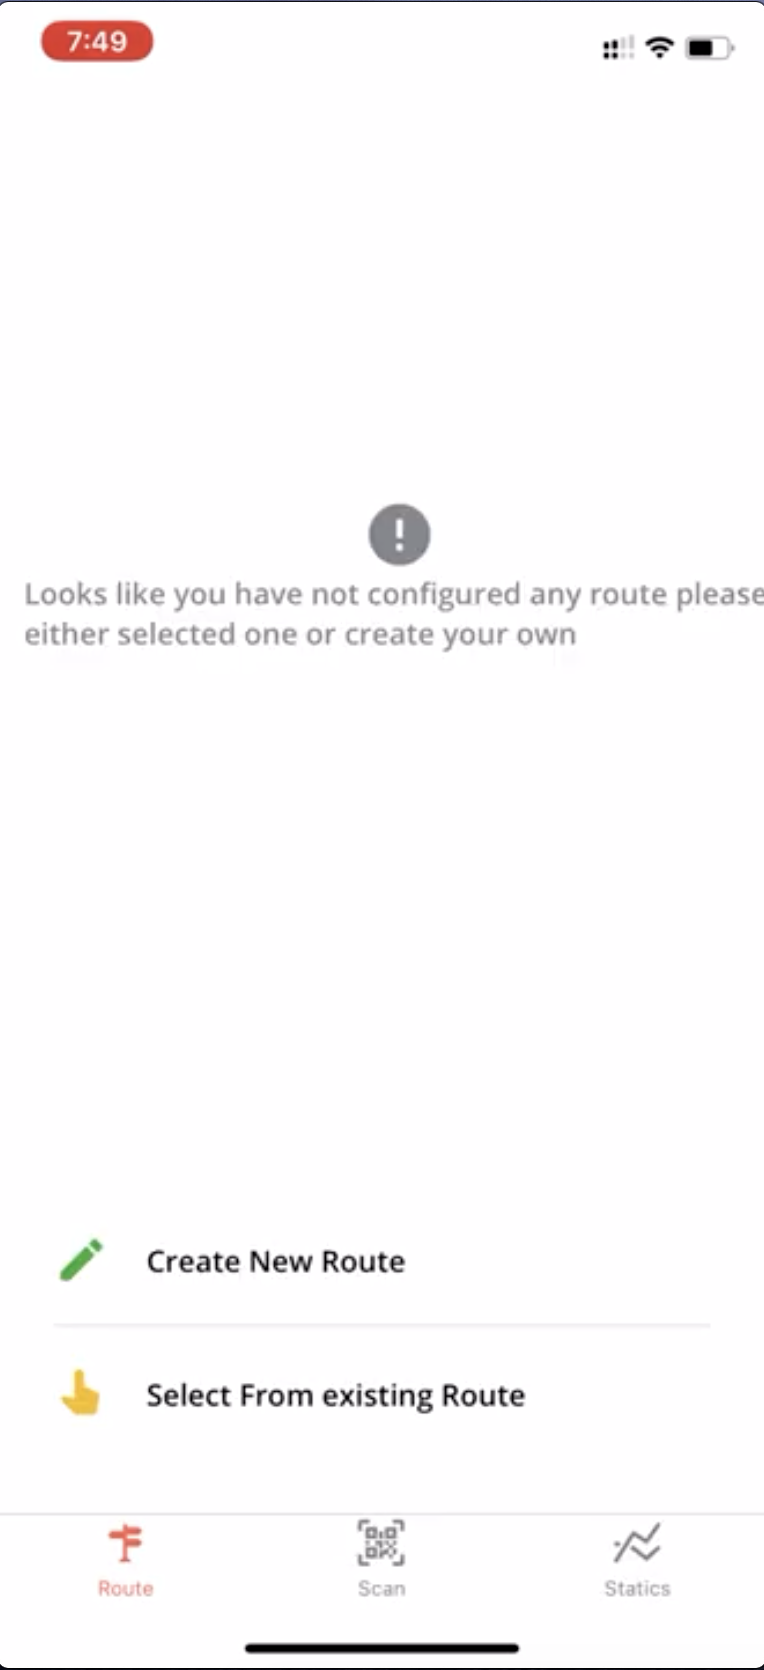 7:49
Looks like you have not configured any route please
either selected one or create your own
Create New Route
Select From existing Route
Route
Scan
Statics